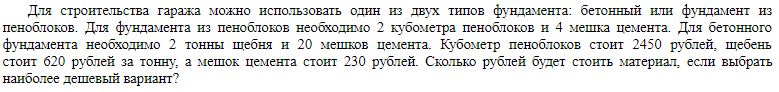 Для строительства гаража можно использовать один из двух типов фундамента: бетонный или фундамент из
пеноблоков. Для фундамента из пеноблоков необходимо 2 кубометра пеноблоков и 4 мешка цемента. Для бетонного
фундамента необходимо 2 тонны щебня и 20 мешков цемента. Кубометр пеноблоков стоит 2450 рублей, щебень
стоит 620 рублей за тонну, а мешок цемента стоит 230 рублей. Сколько рублей будет стоить материал, если выбрать
наиболее дешевый вариант?